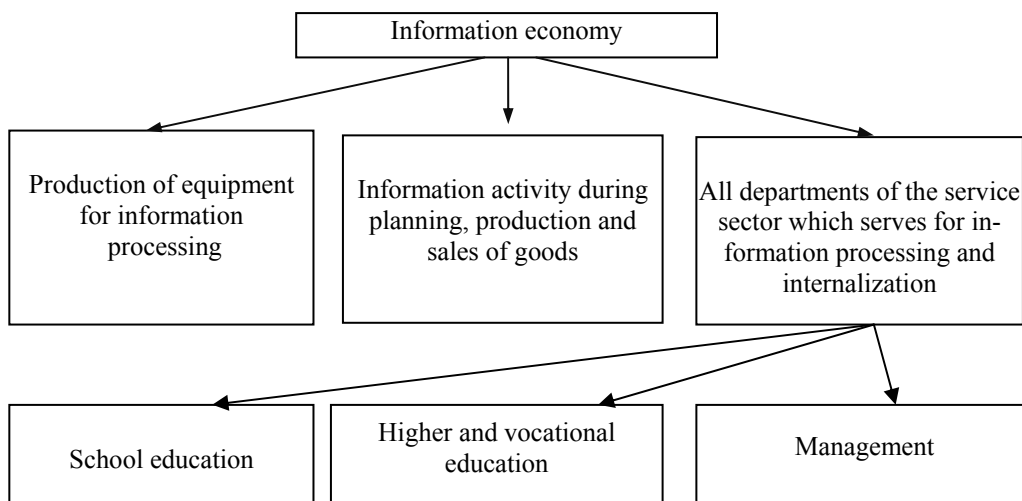 Information economy
Production of equipment
for information
processing
Information activity during
planning, production and
sales of goods
All departments of the service
sector which serves for in-
formation processing and
internalization
School education
Higher and vocational
education
Management